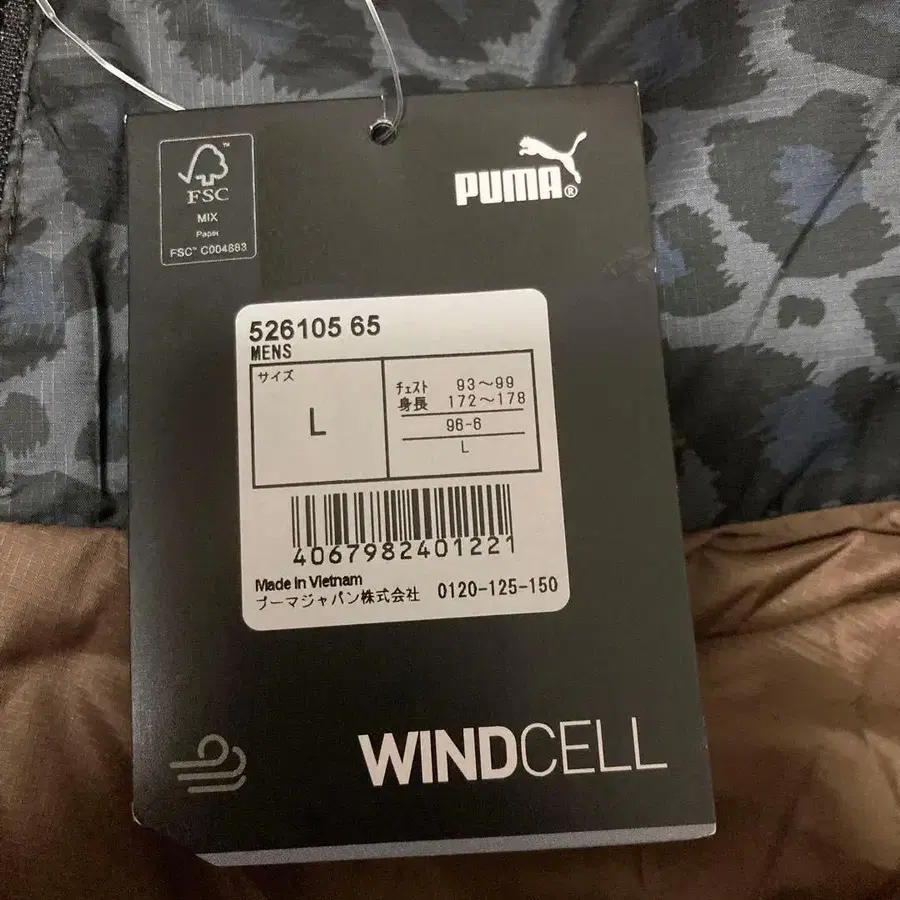 FSC™
MIX
Paper
FSC™ C004883
PUMA®
526105 65
MENS
サイズ
L
チェスト 93～99
身長 172～178
96-6
L
4067982401221
Made in Vietnam
プーマジャパン株式会社 0120-125-150
WINDCELL